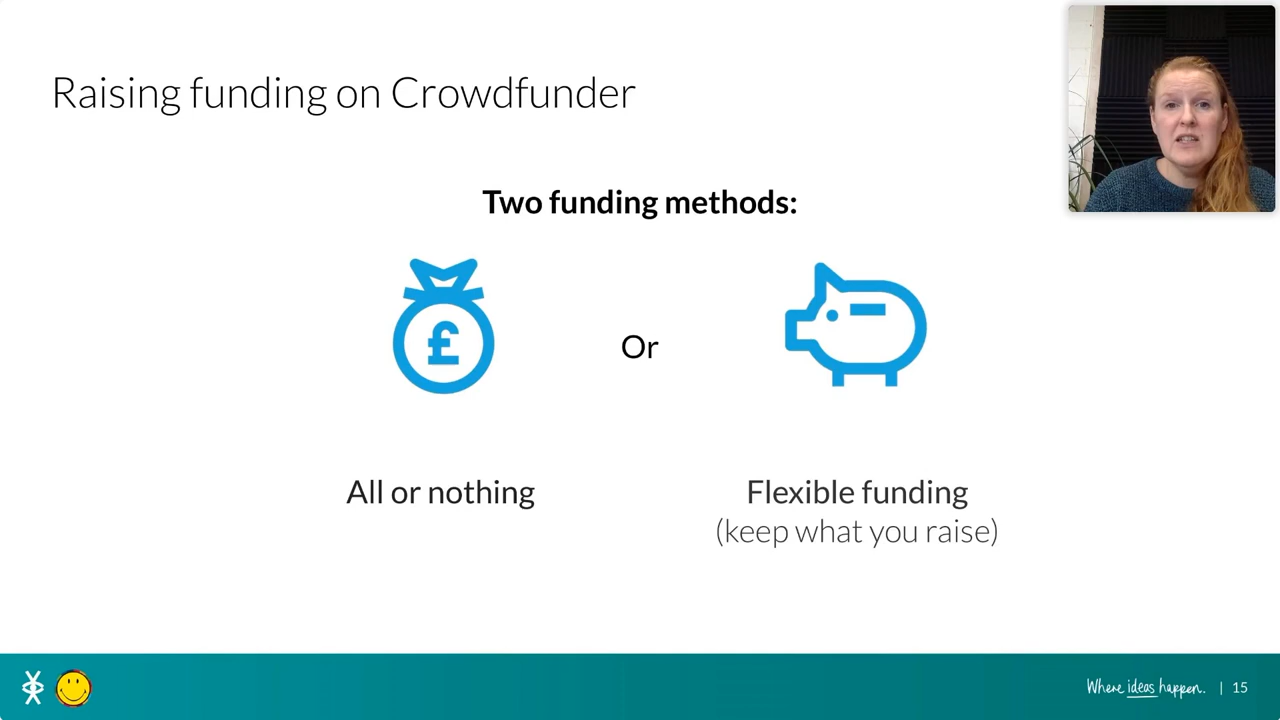 Raising funding on Crowdfunder
Two funding methods:
£
Or
All or nothing
Flexible funding
(keep what you raise)
Where ideas happen. | 15